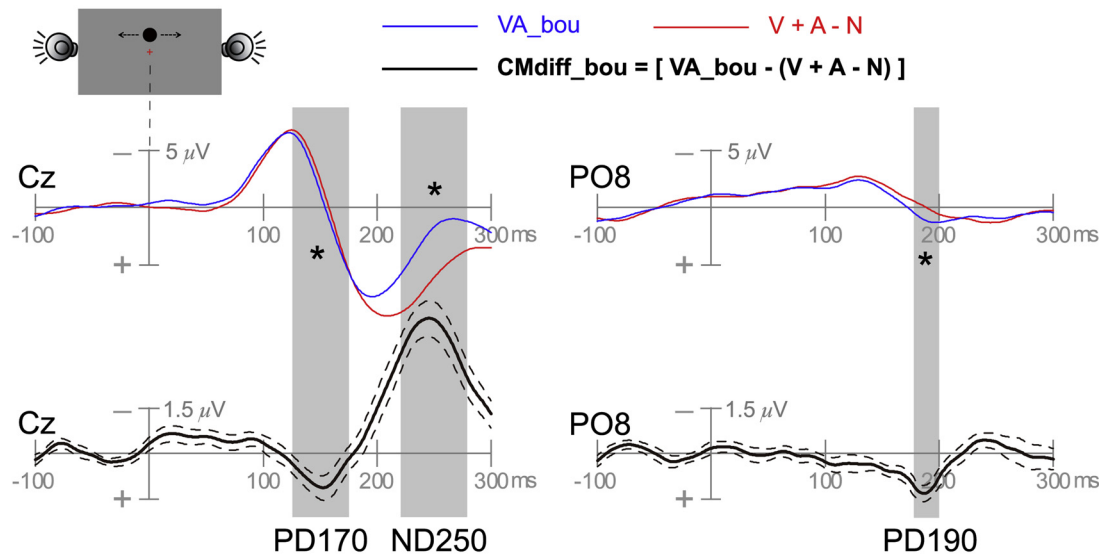 VA_bou
V + A - N
CMdiff_bou = [ VA_bou - (V + A - N) ]
+
− 5 µV
− 5 µV
Cz
PO8
*
-100 100 200 300 ms
-100 100 200 300 ms
+ *
+ *
− 1.5 µV
− 1.5 µV
Cz
PO8
-100 100 200 300 ms
-100 100 200 300 ms
+
+
PD170 ND250
PD190